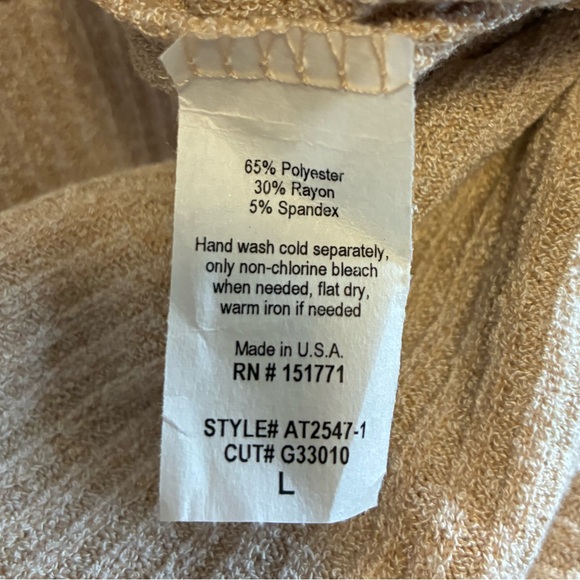 65% Polyester
30% Rayon
5% Spandex
Hand wash cold separately,
only non-chlorine bleach
when needed, flat dry,
warm iron if needed
Made in U.S.A.
RN # 151771
STYLE# AT2547-1
CUT# G33010
L